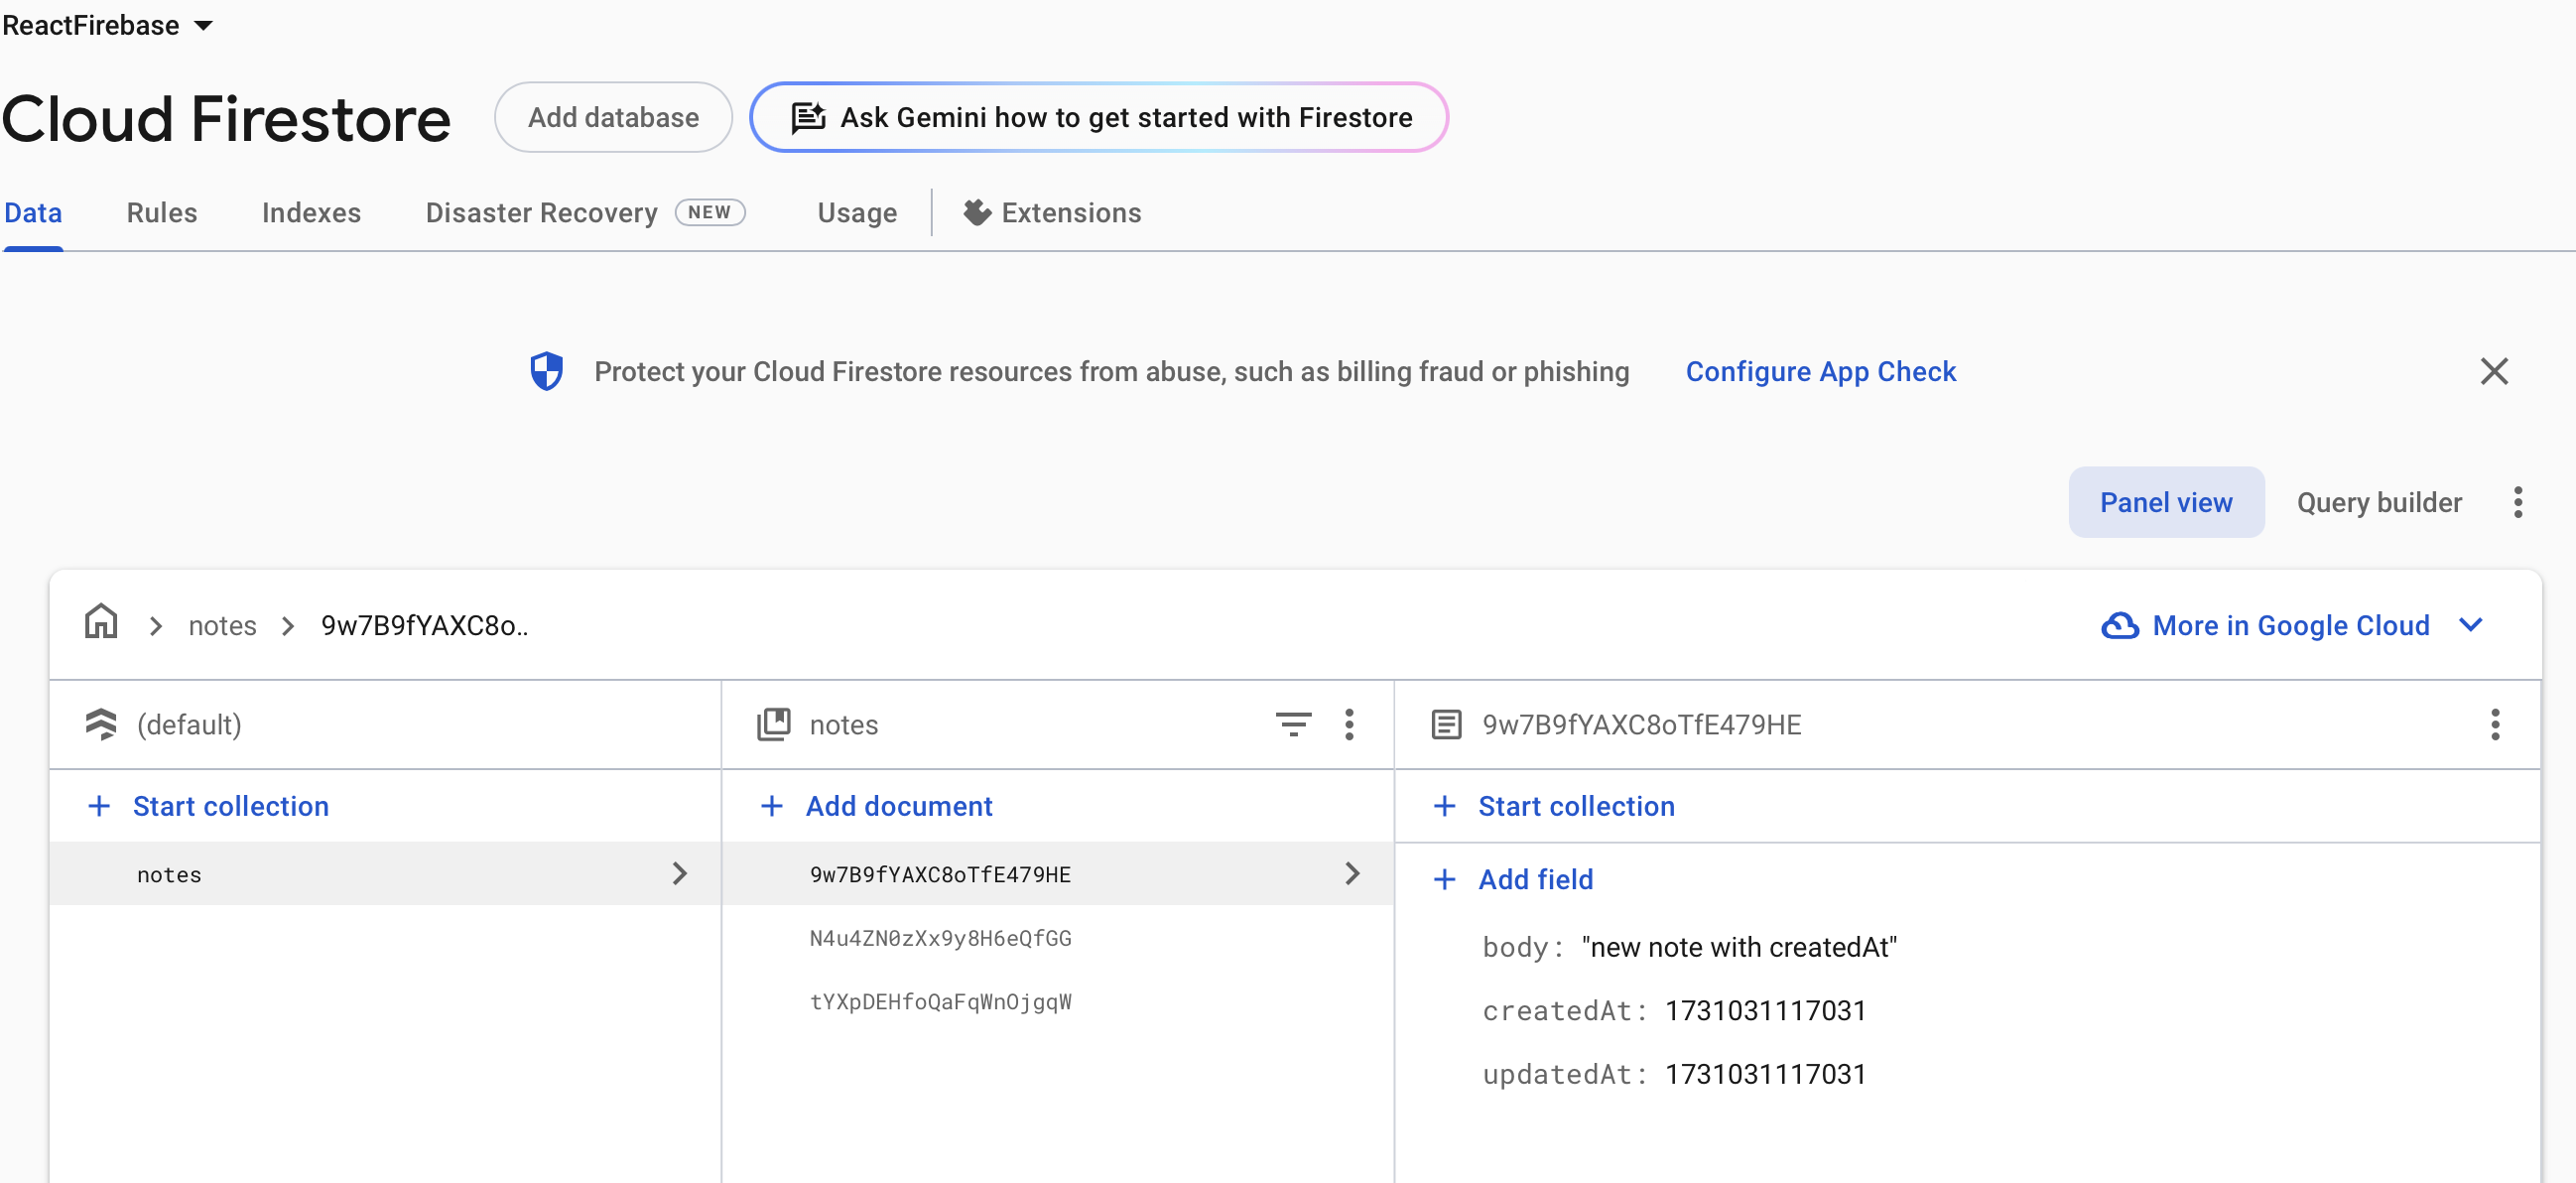 ReactFirebase
Cloud Firestore
Add database
Ask Gemini how to get started with Firestore
Data
Rules
Indexes
Disaster Recovery NEW
Usage
Extensions
Protect your Cloud Firestore resources from abuse, such as billing fraud or phishing
Configure App Check
Panel view
Query builder
notes
9w7B9fYAXC8o..
More in Google Cloud
(default)
+ Start collection
notes
notes
+ Add document
9w7B9fYAXC8oTfE479HE
N4u4ZN0zXx9y8H6eQfGG
tYXpDEHfoQaFqWnOjgqW
9w7B9fYAXC8oTfE479HE
+ Start collection
+ Add field
body: "new note with createdAt"
createdAt: 1731031117031
updatedAt: 1731031117031